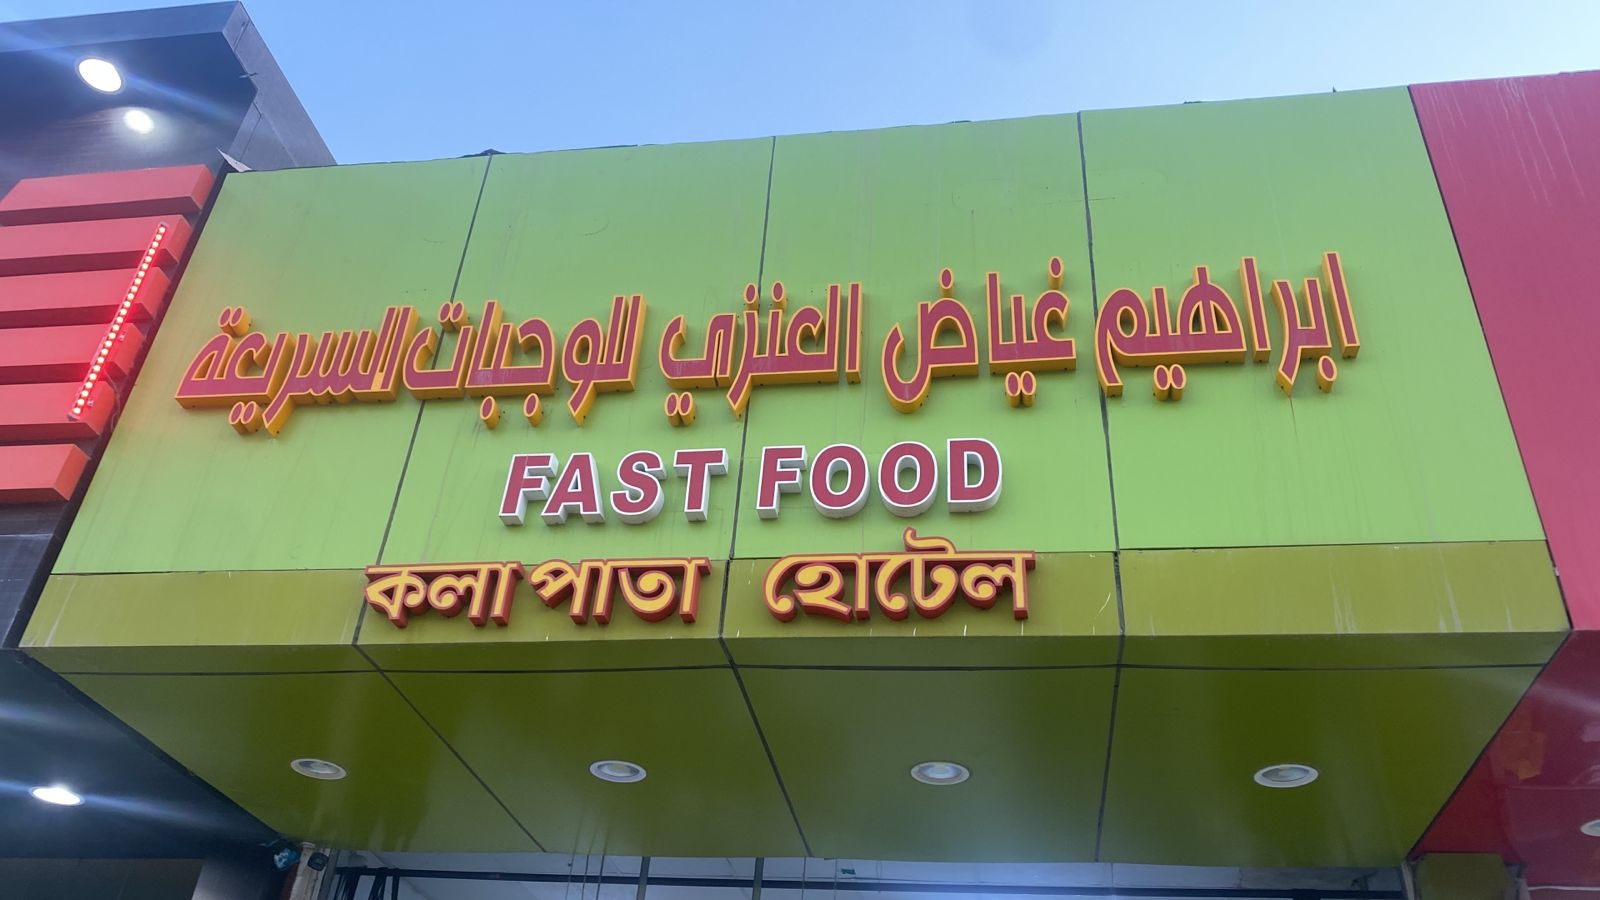 ابراهيم غياض العنزي للوجبات السريعة
FAST FOOD
কলা পাতা হোটেল